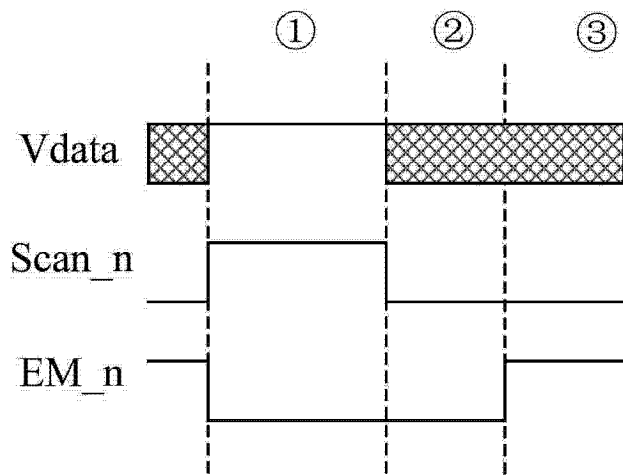 ① ② ③
Vdata
Scan_n
EM_n